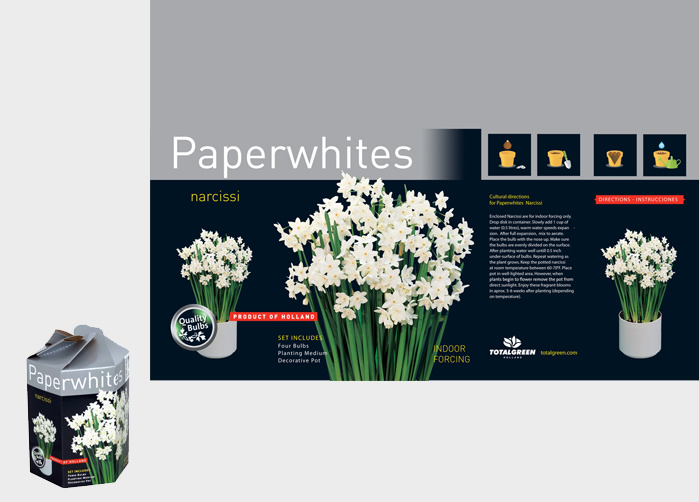 Paperwhites
narcissi
Quality
Bulbs
PRODUCT OF HOLLAND
SET INCLUDES:
Four Bulbs
Planting Medium
Decorative Pot
INDOOR
FORCING
Cultural directions
for Paperwhites Narcissi
Enclosed Narcissi are for indoor forcing only.
Drop disk in container. Slowly add 1 cup of
water (0.5 litres), warm water speeds expan
sion. After full expansion, mix to aerate.
Place the bulb with the nose up. Make sure
the bulbs are evenly divided on the surface.
After planting water well until 0.5 inch
under-surface of bulbs. Repeat watering as
the plant grows. Keep the potted narcissi
at room temperature between 60-70°F. Place
pot in well-lighted area. However, when
plants begin to flower remove the pot from
direct sunlight. Enjoy these fragrant blooms
in aprox. 5-6 weeks after planting (depending
on temperature).
TOTALGREEN
HOLLAND
totalgreen.com
DIRECTIONS - INSTRUCCIONES
Paperwhites
narcissi
PRODUCT OF HOLLAND
SET INCLUDES:
Four Bulbs
Planting Medium
Decorative Pot